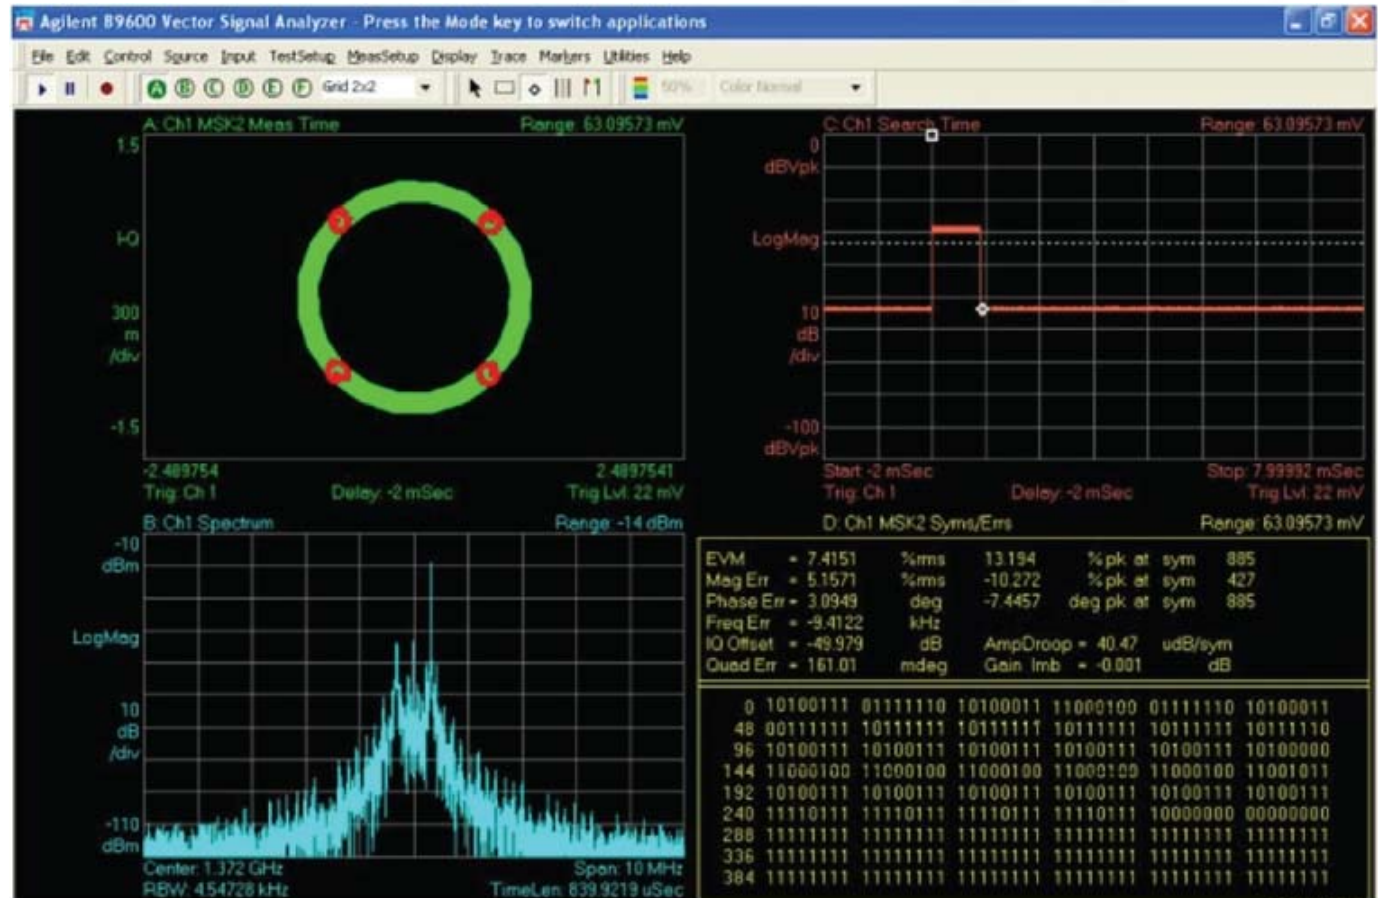 Agilent 89600 Vector Signal Analyzer - Press the Mode key to switch applications
File Edit Control Source Input TestSetup MeasSetup Display Trace Markers Utilities Help
A B C D E F Grid 2x2 50% Color Normal
A: Ch1 MSK2 Meas Time Range: 63.09573 mV
1.5
I-Q
300
m
/div
-1.5
-2.489754 2.4897541
Trig: Ch 1 Delay: -2 mSec Trig Lvl: 22 mV
C: Ch1 Search Time Range: 63.09573 mV
0
dBVpk
LogMag
10
dB
/div
-100
dBVpk
Start: -2 mSec Stop: 7.99992 mSec
Trig: Ch 1 Delay: -2 mSec Trig Lvl: 22 mV
B: Ch1 Spectrum Range: -14 dBm
-10
dBm
LogMag
10
dB
/div
-110
dBm
Center: 1.372 GHz Span: 10 MHz
RBW: 4.54728 kHz TimeLen: 839.9219 uSec
D: Ch1 MSK2 Syms/Errs Range: 63.09573 mV
EVM = 7.4151 %rms 13.194 % pk at sym 885
Mag Err = 5.1571 %rms -10.272 % pk at sym 427
Phase Err = 3.0949 deg -7.4457 deg pk at sym 885
Freq Err = -9.4122 kHz
IQ Offset = -49.979 dB AmpDroop = 40.47 udB/sym
Quad Err = 161.01 mdeg Gain Imb = -0.001 dB
0 10100111 01111110 10100011 11000100 01111110 10100011
48 00111111 10111111 10111111 10111111 10111111 10111110
96 10100111 10100111 10100111 10100111 10100111 10100000
144 11000100 11000100 11000100 11000100 11000100 11001011
192 10100111 10100111 10100111 10100111 10100111 10100111
240 11110111 11110111 11110111 11110111 10000000 00000000
288 11111111 11111111 11111111 11111111 11111111 11111111
336 11111111 11111111 11111111 11111111 11111111 11111111
384 11111111 11111111 11111111 11111111 11111111 11111111